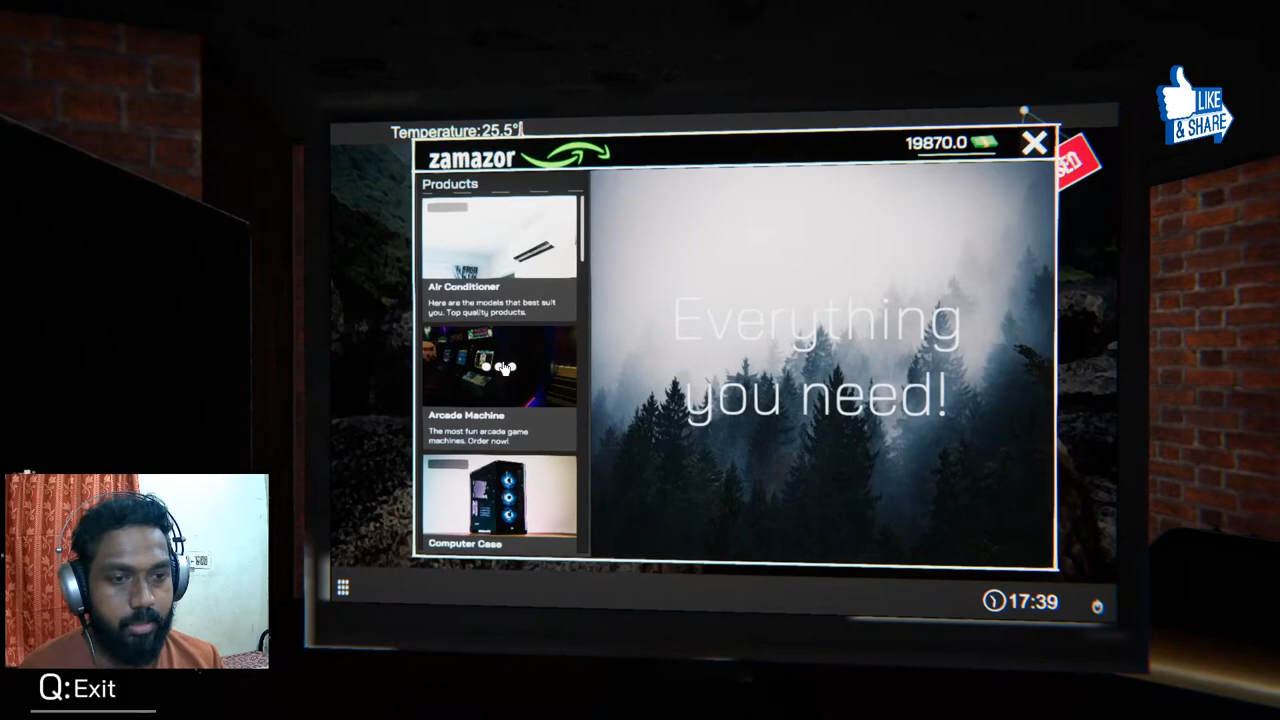 LIKE
& SHARE
Temperature:25.5°
zamazor
19870.0
Products
Air Conditioner
Here are the models that best suit
you. Top quality products.
Arcade Machine
The most fun arcade game
machines. Order now!
Computer Case
Everything
you need!
17:39
Q:Exit